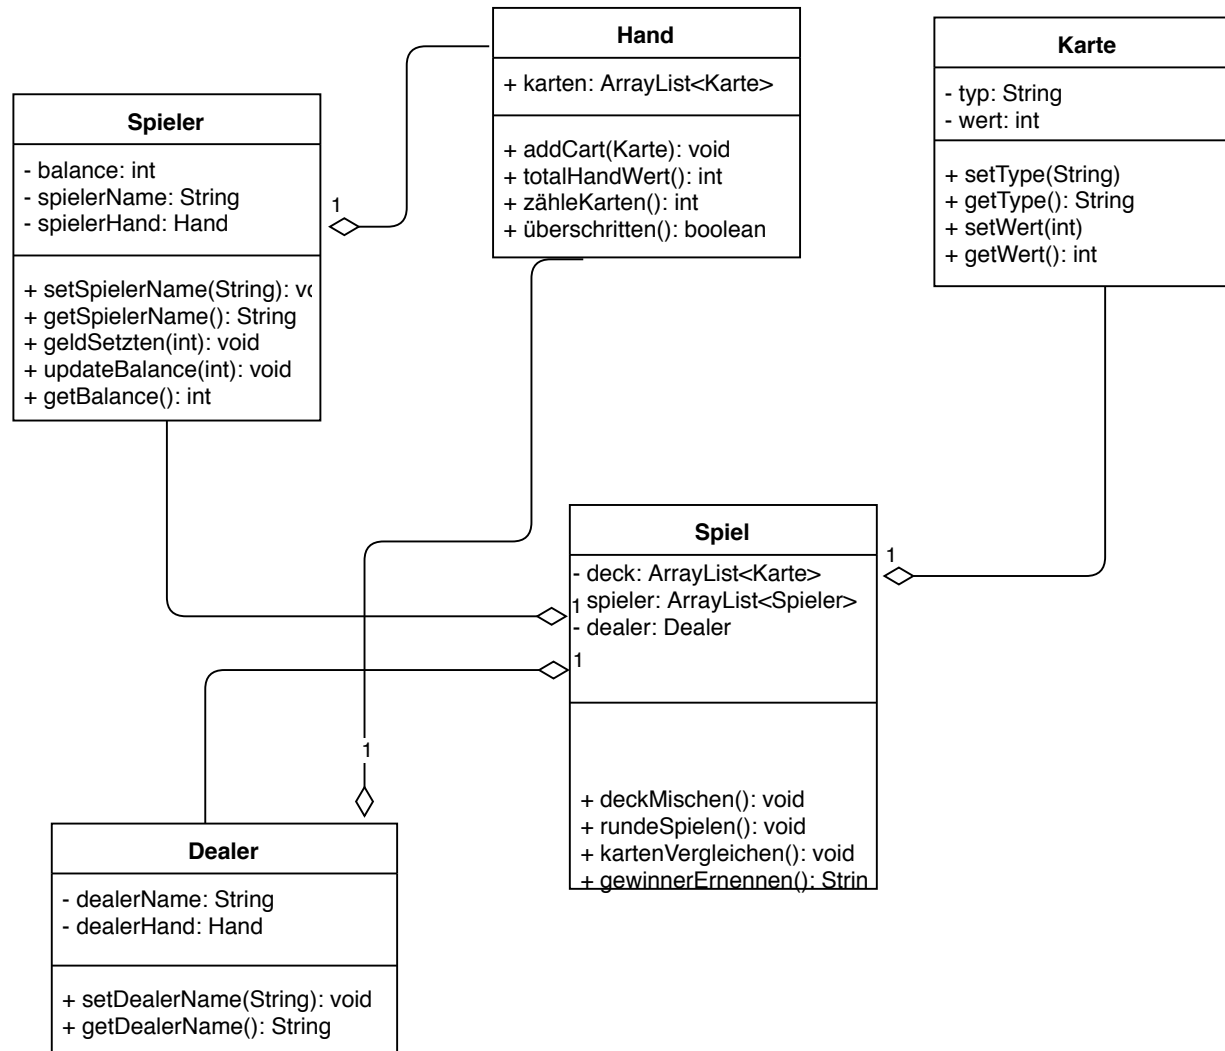 Hand
+ karten: ArrayList<Karte>
+ addCart(Karte): void
+ totalHandWert(): int
+ zähleKarten(): int
+ überschritten(): boolean
Karte
- typ: String
- wert: int
+ setType(String)
+ getType(): String
+ setWert(int)
+ getWert(): int
Spieler
- balance: int
- spielerName: String
- spielerHand: Hand
+ setSpielerName(String): vo
+ getSpielerName(): String
+ geldSetzten(int): void
+ updateBalance(int): void
+ getBalance(): int
1
Spiel
- deck: ArrayList<Karte>
spieler: ArrayList<Spieler>
- dealer: Dealer
+ deckMischen(): void
+ rundeSpielen(): void
+ kartenVergleichen(): void
+ gewinnerErnennen(): Strin
1
1
1
1
Dealer
- dealerName: String
- dealerHand: Hand
+ setDealerName(String): void
+ getDealerName(): String